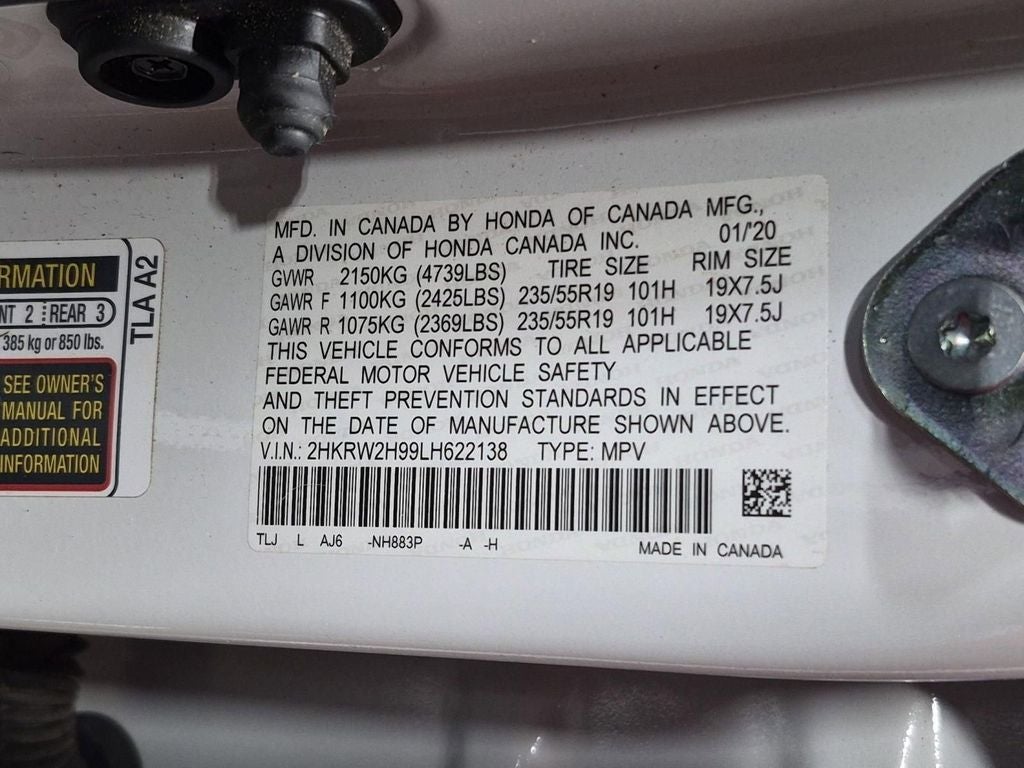 RMATION
NT 2 REAR 3
385 kg or 850 lbs.
SEE OWNER'S
MANUAL FOR
ADDITIONAL
INFORMATION
TLA A2
MFD. IN CANADA BY HONDA OF CANADA MFG.,
A DIVISION OF HONDA CANADA INC. 01/'20
GVWR 2150KG (4739LBS) TIRE SIZE RIM SIZE
GAWR F 1100KG (2425LBS) 235/55R19 101H 19X7.5J
GAWR R 1075KG (2369LBS) 235/55R19 101H 19X7.5J
THIS VEHICLE CONFORMS TO ALL APPLICABLE
FEDERAL MOTOR VEHICLE SAFETY
AND THEFT PREVENTION STANDARDS IN EFFECT
ON THE DATE OF MANUFACTURE SHOWN ABOVE.
V.I.N.: 2HKRW2H99LH622138 TYPE: MPV
TLJ L AJ6 -NH883P -A -H
MADE IN CANADA